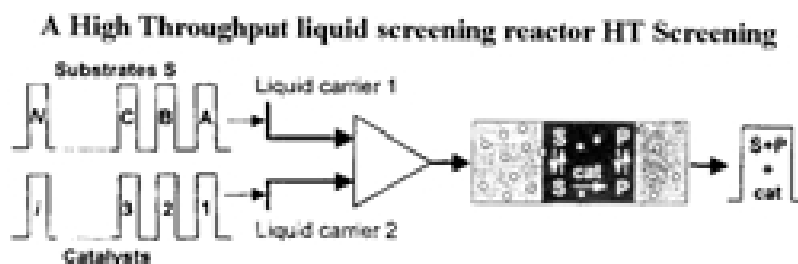 A High Throughput liquid screening reactor HT Screening
Substrates S
Liquid carrier 1
N C B A
S P
cat
S P
S+P
+
cat
i 3 2 1
Liquid carrier 2
Catalysts